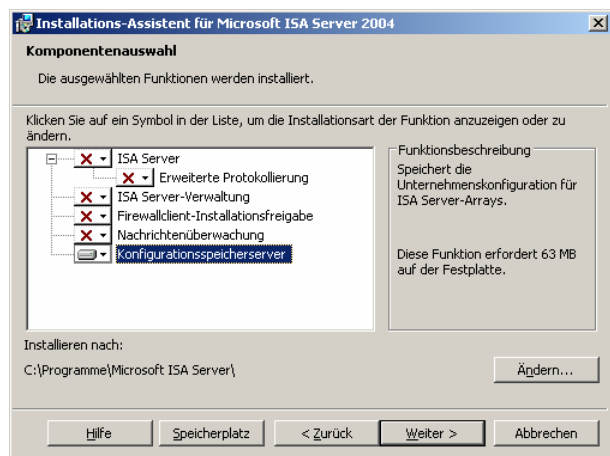 Installations-Assistent für Microsoft ISA Server 2004
Komponentenauswahl
Die ausgewählten Funktionen werden installiert.
Klicken Sie auf ein Symbol in der Liste, um die Installationsart der Funktion anzuzeigen oder zu
ändern.
ISA Server
Erweiterte Protokollierung
ISA Server-Verwaltung
Firewallclient-Installationsfreigabe
Nachrichtenüberwachung
Konfigurationsspeicherserver
Funktionsbeschreibung
Speichert die
Unternehmenskonfiguration für
ISA Server-Arrays.
Diese Funktion erfordert 63 MB
auf der Festplatte.
Installieren nach:
C:\Programme\Microsoft ISA Server\
Ändern...
Hilfe
Speicherplatz
< Zurück
Weiter >
Abbrechen